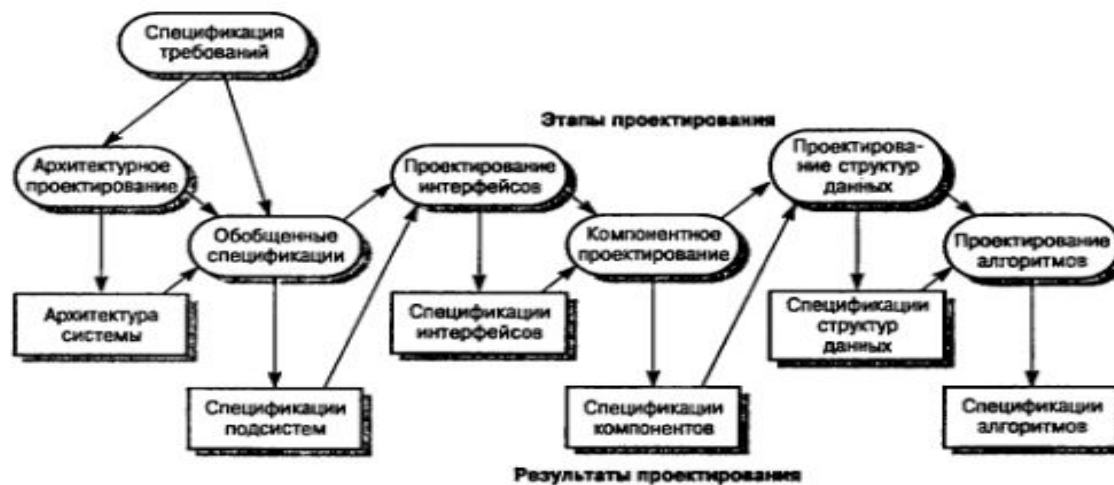 Спецификация
требований
Этапы проектирования
Архитектурное
проектирование
Проектирование
интерфейсов
Проектирова-
ние структур
данных
Обобщенные
спецификации
Компонентное
проектирование
Проектирование
алгоритмов
Архитектура
системы
Спецификации
интерфейсов
Спецификации
структур
данных
Спецификации
подсистем
Спецификации
компонентов
Спецификации
алгоритмов
Результаты проектирования